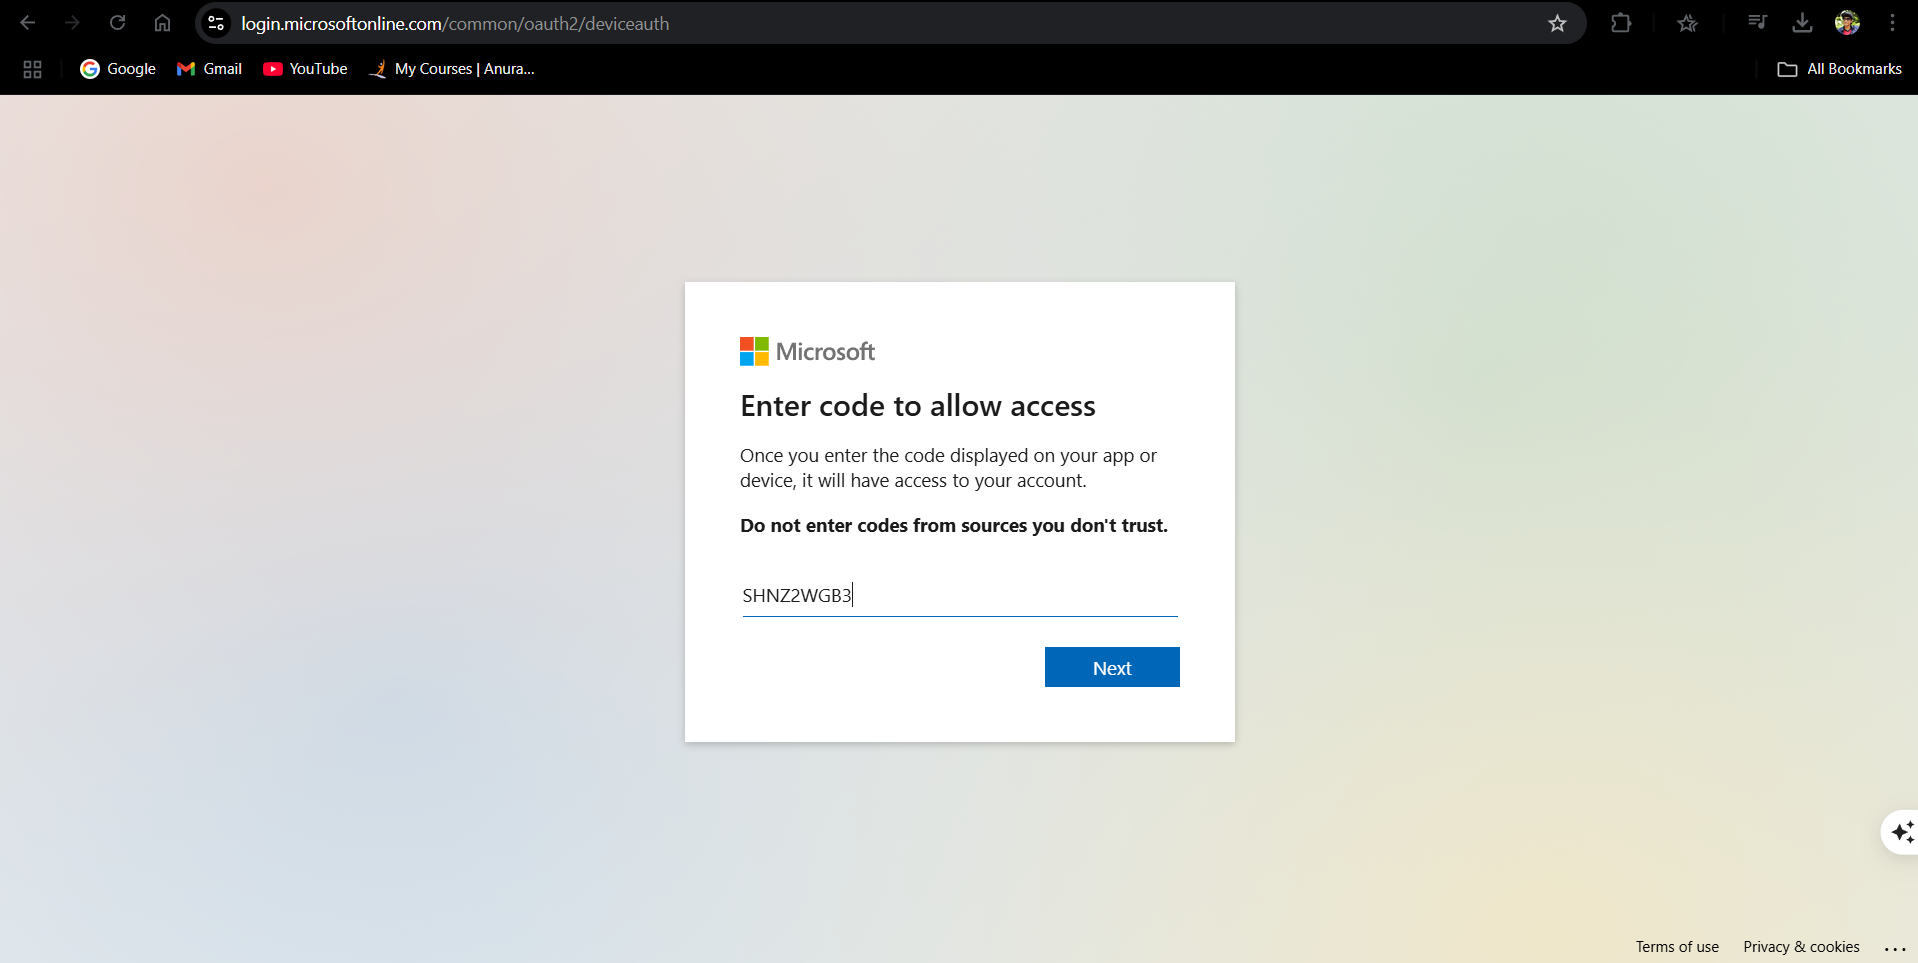 login.microsoftonline.com/common/oauth2/deviceauth
Google Gmail YouTube My Courses | Anura... All Bookmarks
Microsoft
Enter code to allow access
Once you enter the code displayed on your app or
device, it will have access to your account.
Do not enter codes from sources you don't trust.
SHNZ2WGB3
Next
Terms of use Privacy & cookies ...